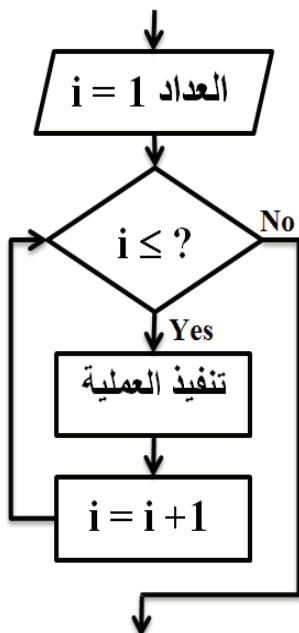 العداد i = 1
i ≤ ?
No
Yes
تنفيذ العملية
i = i +1